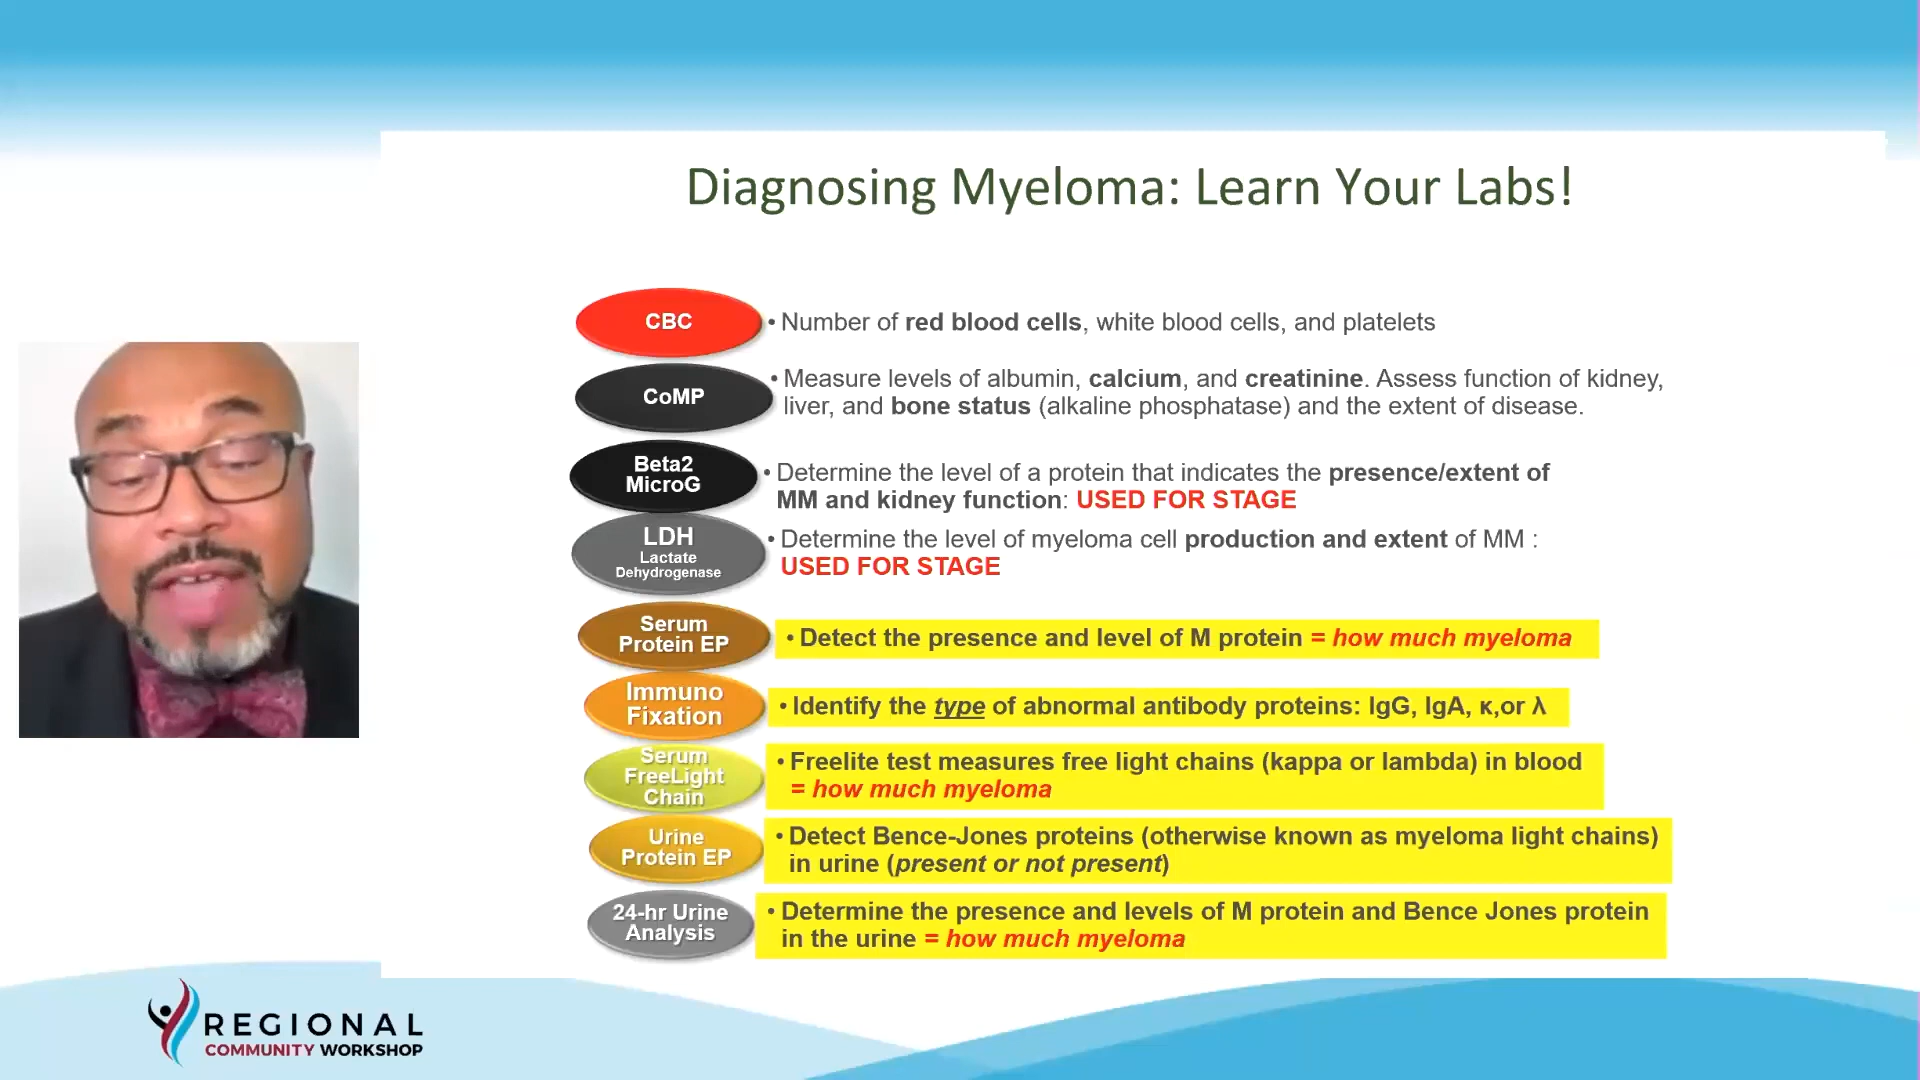 Diagnosing Myeloma: Learn Your Labs!
CBC
• Number of red blood cells, white blood cells, and platelets
CoMP
• Measure levels of albumin, calcium, and creatinine. Assess function of kidney,
liver, and bone status (alkaline phosphatase) and the extent of disease.
Beta2
MicroG
• Determine the level of a protein that indicates the presence/extent of
MM and kidney function: USED FOR STAGE
LDH
Lactate
Dehydrogenase
• Determine the level of myeloma cell production and extent of MM :
USED FOR STAGE
Serum
Protein EP
• Detect the presence and level of M protein = how much myeloma
Immuno
Fixation
• Identify the type of abnormal antibody proteins: IgG, IgA, κ,or λ
Serum
FreeLight
Chain
• Freelite test measures free light chains (kappa or lambda) in blood
= how much myeloma
Urine
Protein EP
• Detect Bence-Jones proteins (otherwise known as myeloma light chains)
in urine (present or not present)
24-hr Urine
Analysis
• Determine the presence and levels of M protein and Bence Jones protein
in the urine = how much myeloma
REGIONAL
COMMUNITY WORKSHOP